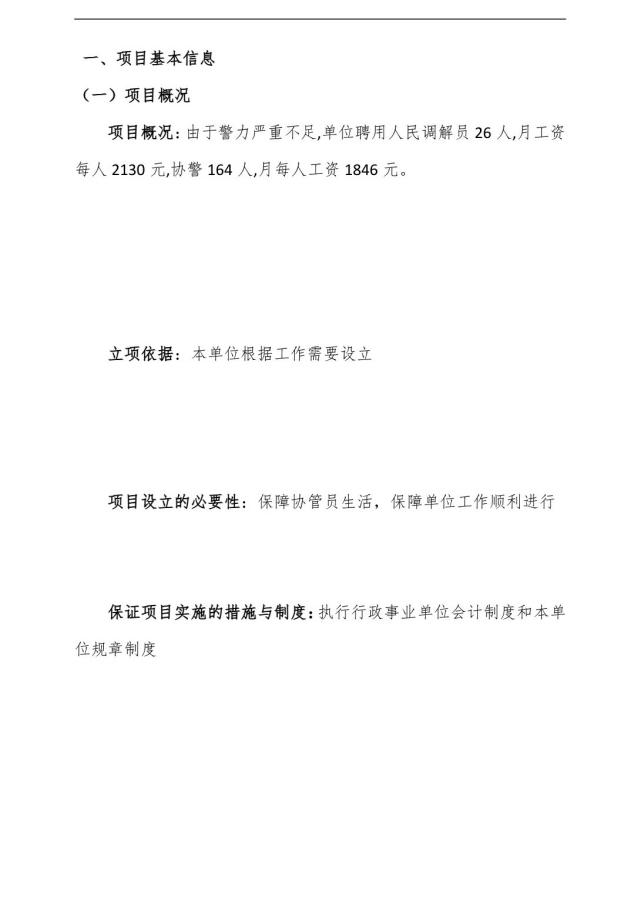 一、项目基本信息
（一）项目概况
项目概况：由于警力严重不足,单位聘用人民调解员 26 人,月工资
每人 2130 元,协警 164 人,月每人工资 1846 元。
立项依据：本单位根据工作需要设立
项目设立的必要性：保障协管员生活，保障单位工作顺利进行
保证项目实施的措施与制度：执行行政事业单位会计制度和本单
位规章制度